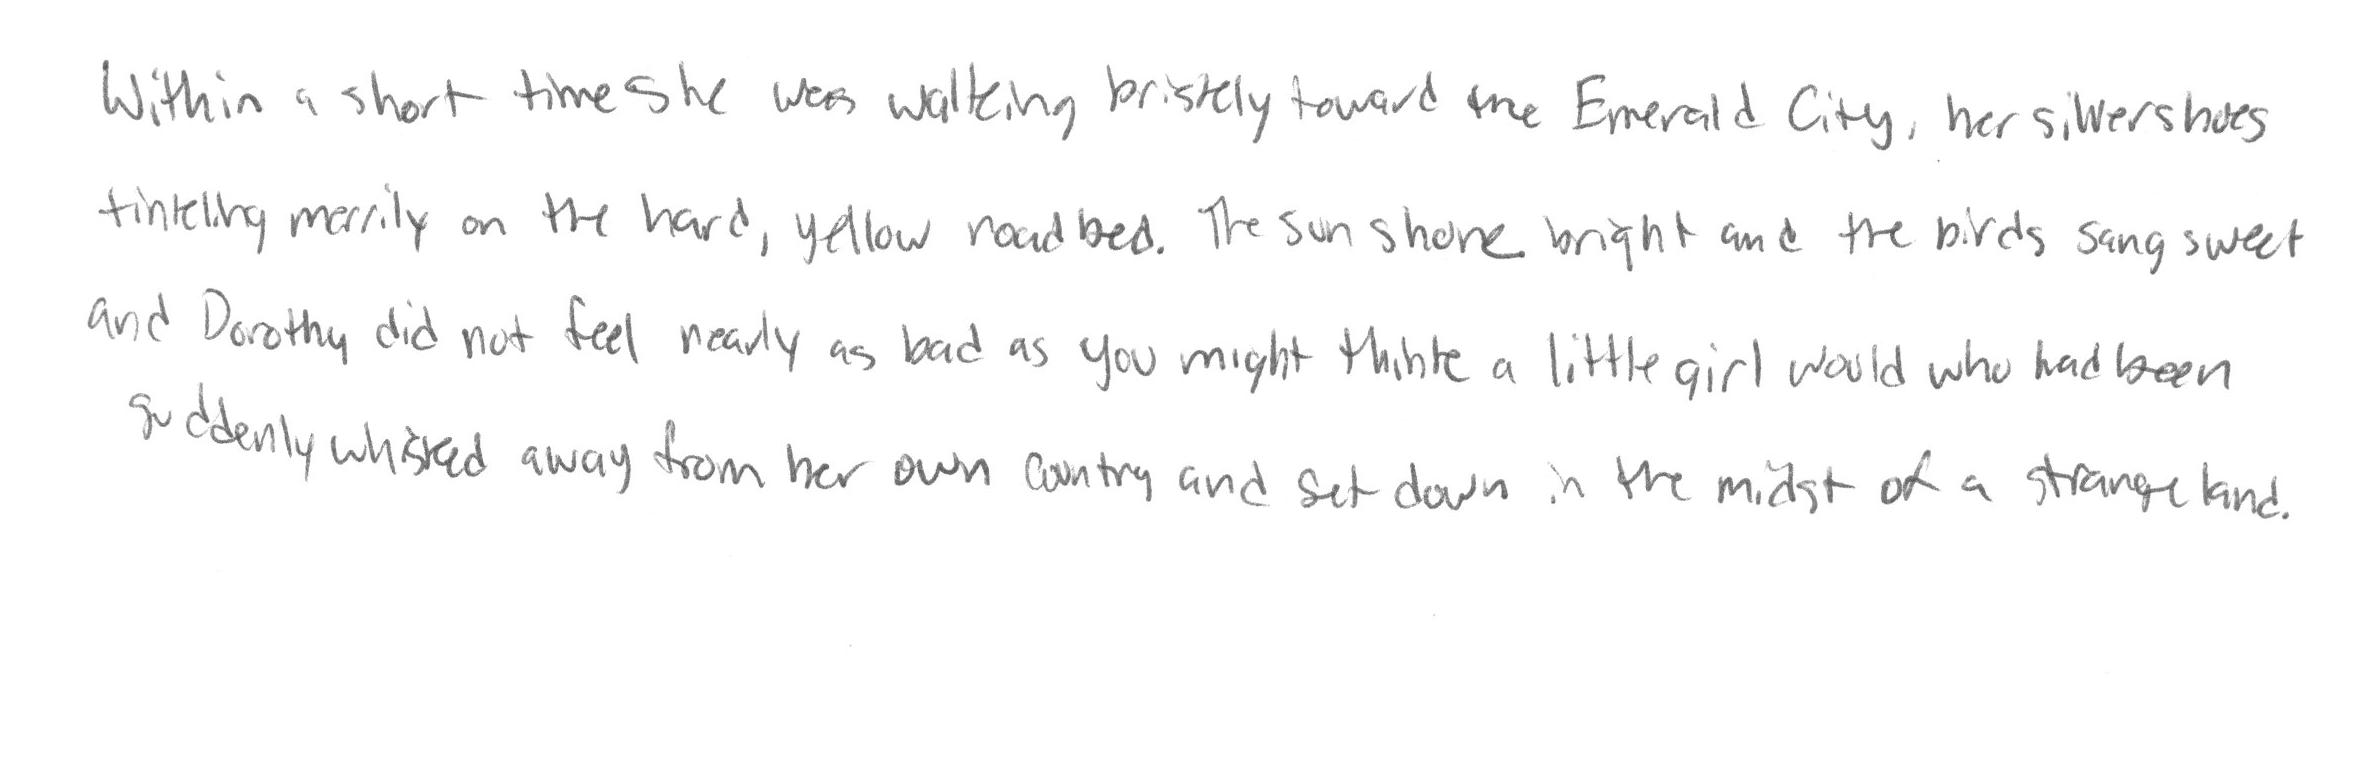 Within a short time she was walking briskly toward the Emerald City, her silver shoes
tinkling merrily on the hard, yellow road bed. The sun shone bright and the birds sang sweet
and Dorothy did not feel nearly as bad as you might think a little girl would who had been
suddenly whisked away from her own country and set down in the midst of a strange land.